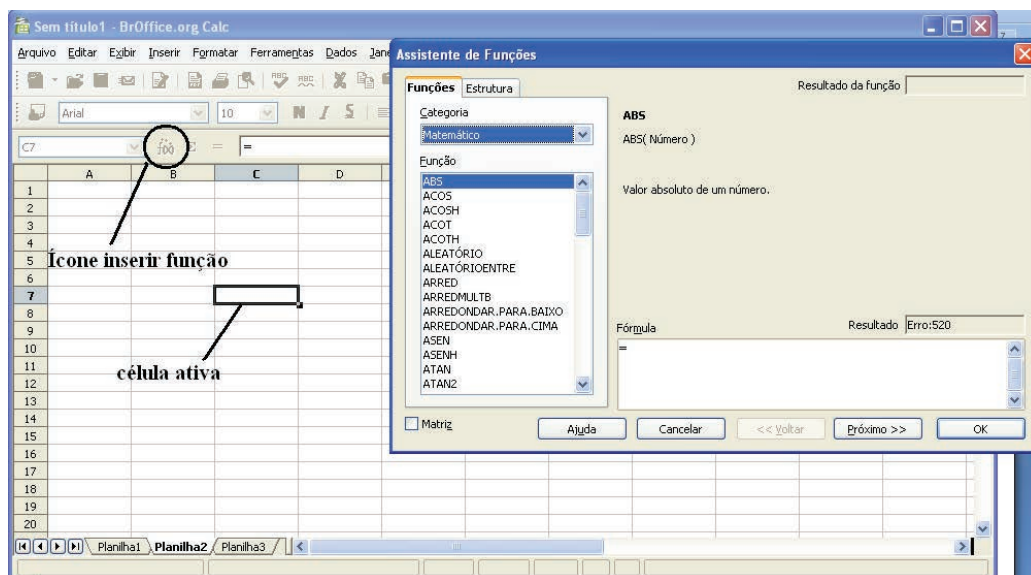 Sem título1 - BrOffice.org Calc
Arquivo Editar Exibir Inserir Formatar Ferramentas Dados
Assistente de Funções
Funções Estrutura
Resultado da função
Categoria
Matemático
Função
ABS
ACOS
ACOSH
ACOT
ACOTH
ALEATÓRIO
ALEATÓRIOENTRE
ARRED
ARREDMULTB
ARREDONDAR.PARA.BAIXO
ARREDONDAR.PARA.CIMA
ASEN
ASENH
ATAN
ATAN2
ABS
ABS( Número )
Valor absoluto de um número.
Fórmula
Resultado Erro:520
=
Matriz
Ajuda Cancelar << Voltar Próximo >> OK
Arial 10 N I S
C7 f(x) Σ = =
A B C D
1
2
3
4
5
6
7
8
9
10
11
12
13
14
15
16
17
18
19
20
Ícone inserir função
célula ativa
Planilha1 Planilha2 Planilha3